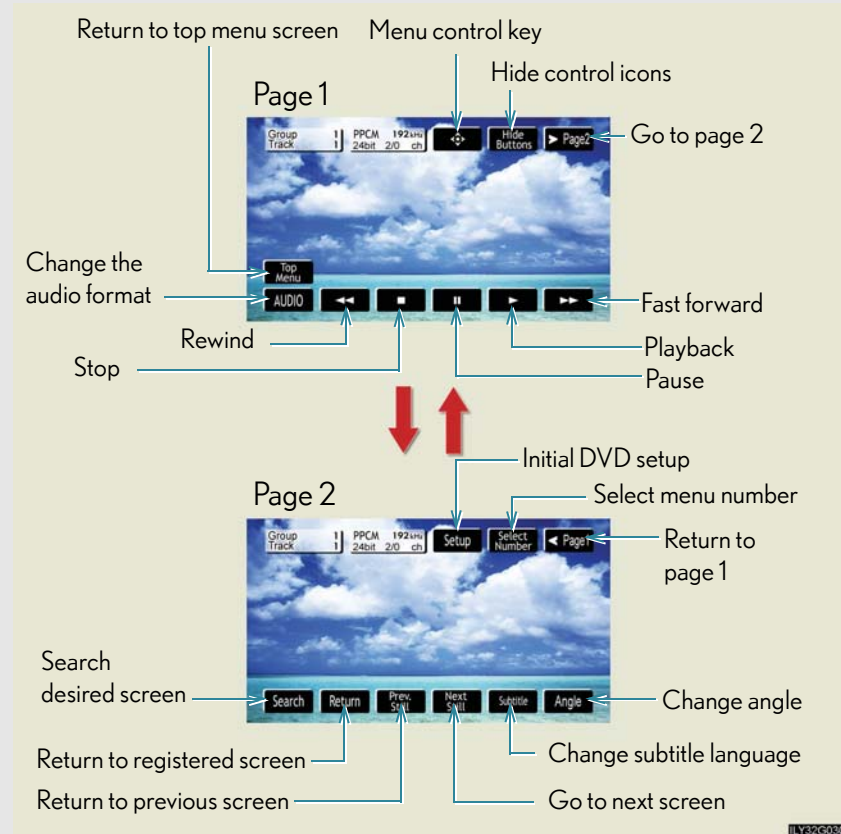 Return to top menu screen
Menu control key
Hide control icons
Page 1
Group 1
Track 1
PPCM 192kHz
24bit 2/0 ch
Hide
Buttons
Page2
Go to page 2
Change the
audio format
Top
Menu
AUDIO
Fast forward
Rewind
Playback
Stop
Pause
Initial DVD setup
Page 2
Select menu number
Group 1
Track 1
PPCM 192kHz
24bit 2/0 ch
Setup
Select
Number
Page1
Return to
page 1
Search
desired screen
Search
Return
Prev.
Still
Next
Still
Subtitle
Angle
Change angle
Return to registered screen
Change subtitle language
Return to previous screen
Go to next screen